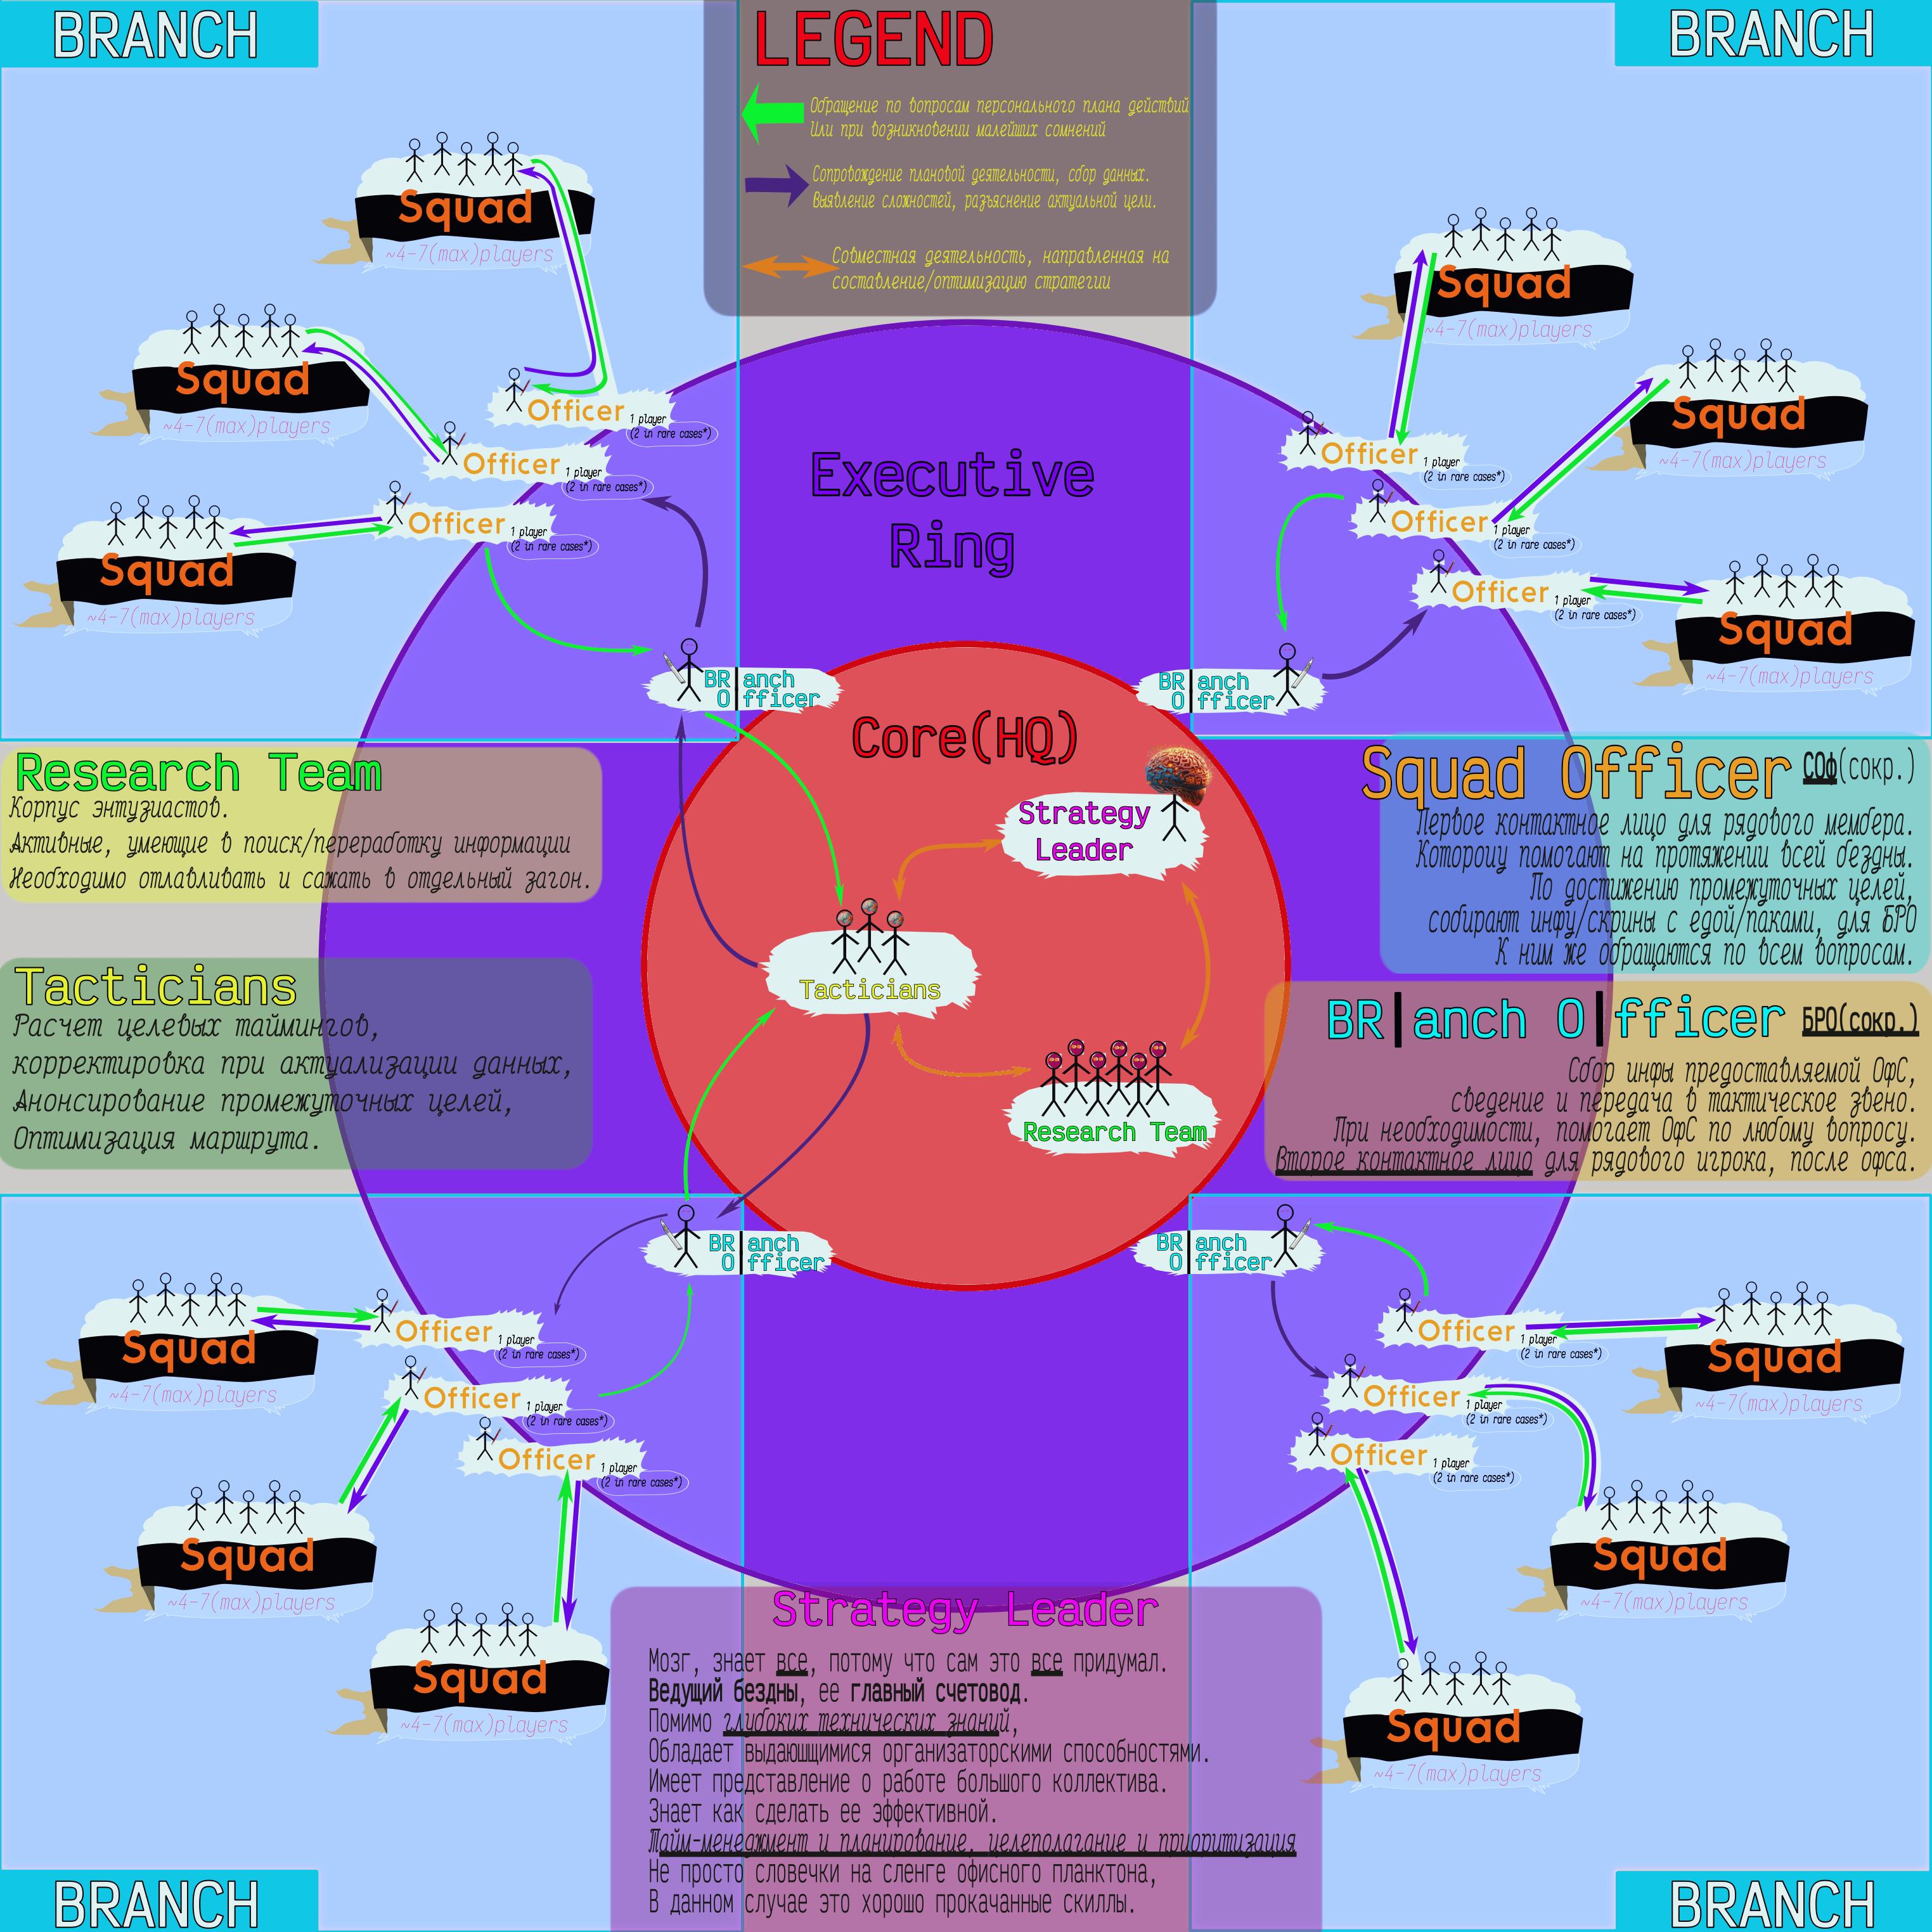 BRANCH
LEGEND
BRANCH
Обращение по вопросам персонального плана действий
Или при возникновении малейших сомнений
Сопровождение плановой деятельности, сбор данных.
Выявление сложностей, разъяснение актуальной цели.
Совместная деятельность, направленная на
составление/оптимизацию стратегии
Squad
~4-7(max)players
Squad
~4-7(max)players
Squad
~4-7(max)players
Officer
1 player
(2 in rare cases*)
Officer
1 player
(2 in rare cases*)
Officer
1 player
(2 in rare cases*)
BR|anch
O|fficer
Executive
Ring
Squad
~4-7(max)players
Squad
~4-7(max)players
Squad
~4-7(max)players
Officer
1 player
(2 in rare cases*)
Officer
1 player
(2 in rare cases*)
Officer
1 player
(2 in rare cases*)
BR|anch
O|fficer
Core(HQ)
Strategy
Leader
Tacticians
Research Team
Research Team
Корпус энтузиастов.
Активные, умеющие в поиск/переработку информации
Необходимо отлавливать и сажать в отдельный загон.
Tacticians
Расчет целевых таймингов,
корректировка при актуализации данных,
Анонсирование промежуточных целей,
Оптимизация маршрута.
Squad Officer СОф(сокр.)
Первое контактное лицо для рядового мембера.
Котороиу помогают на протяжении всей бездны.
По достижению промежуточных целей,
собирают инфу/скрины с едой/паками, для БРО
К ним же обращаются по всем вопросам.
BR|anch O|fficer БРО(сокр.)
Сбор инфы предоставляемой ОфС,
сведение и передача в тактическое звено.
При необходимости, помогает ОфС по любому вопросу.
Второе контактное лицо для рядового игрока, после офса.
BR|anch
O|fficer
Officer
1 player
(2 in rare cases*)
Officer
1 player
(2 in rare cases*)
Officer
1 player
(2 in rare cases*)
Squad
~4-7(max)players
Squad
~4-7(max)players
Squad
~4-7(max)players
BR|anch
O|fficer
Officer
1 player
(2 in rare cases*)
Officer
1 player
(2 in rare cases*)
Officer
1 player
(2 in rare cases*)
Squad
~4-7(max)players
Squad
~4-7(max)players
Squad
~4-7(max)players
Strategy Leader
Мозг, знает все, потому что сам это все придумал.
Ведущий бездны, ее главный счетовод.
Помимо глубоких технических знаний,
Обладает выдающимися организаторскими способностями.
Имеет представление о работе большого коллектива.
Знает как сделать ее эффективной.
Тайм-менеджмент и планирование, целеполагание и приоритизация
Не просто словечки на сленге офисного планктона,
В данном случае это хорошо прокачанные скиллы.
BRANCH
BRANCH